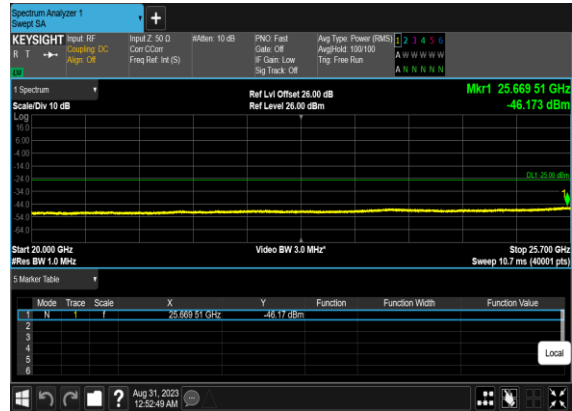 Spectrum Analyzer 1
Swept SA
+
KEYSIGHT Input: RF Input Z: 50 Ω #Atten: 10 dB PNO: Fast Avg Type: Power (RMS) 1 2 3 4 5 6
R T Coupling: DC Corr CCorr Gate: Off Avg|Hold: 100/100 A W W W W W
Align: Off Freq Ref: Int (S) IF Gain: Low Trig: Free Run
Sig Track: Off A N N N N N
1 Spectrum Ref Lvl Offset 26.00 dB Mkr1 25.669 51 GHz
Scale/Div 10 dB Ref Level 26.00 dBm -46.173 dBm
Log
16.0
6.00
-4.00
-14.0
-24.0 DL1 -25.00 dBm
-34.0
1
-44.0
-54.0
-64.0
Start 20.000 GHz Video BW 3.0 MHz* Stop 25.700 GHz
#Res BW 1.0 MHz Sweep 10.7 ms (40001 pts)
5 Marker Table
Mode Trace Scale X Y Function Function Width Function Value
1 N 1 f 25.669 51 GHz -46.17 dBm
2
3
4
5
6
Local
? Aug 31, 2023
12:52:49 AM